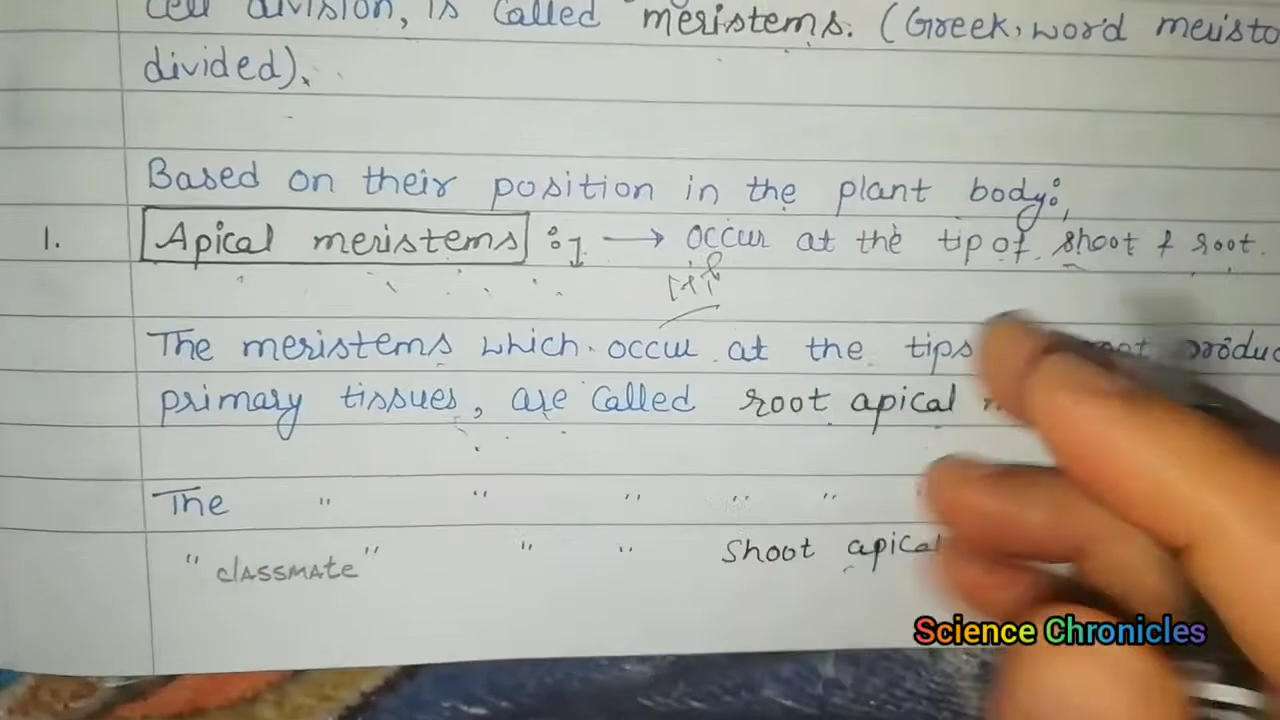 cell division, is called meristems. (Greek, word meristo
divided).
Based on their position in the plant body:,
1. Apical meristems :⁊ → occur at the tip of shoot & root.
The meristems which occur at the tips
primary tissues, are called root apical
The " " " " "
" classmate " " " shoot apical
Science Chronicles